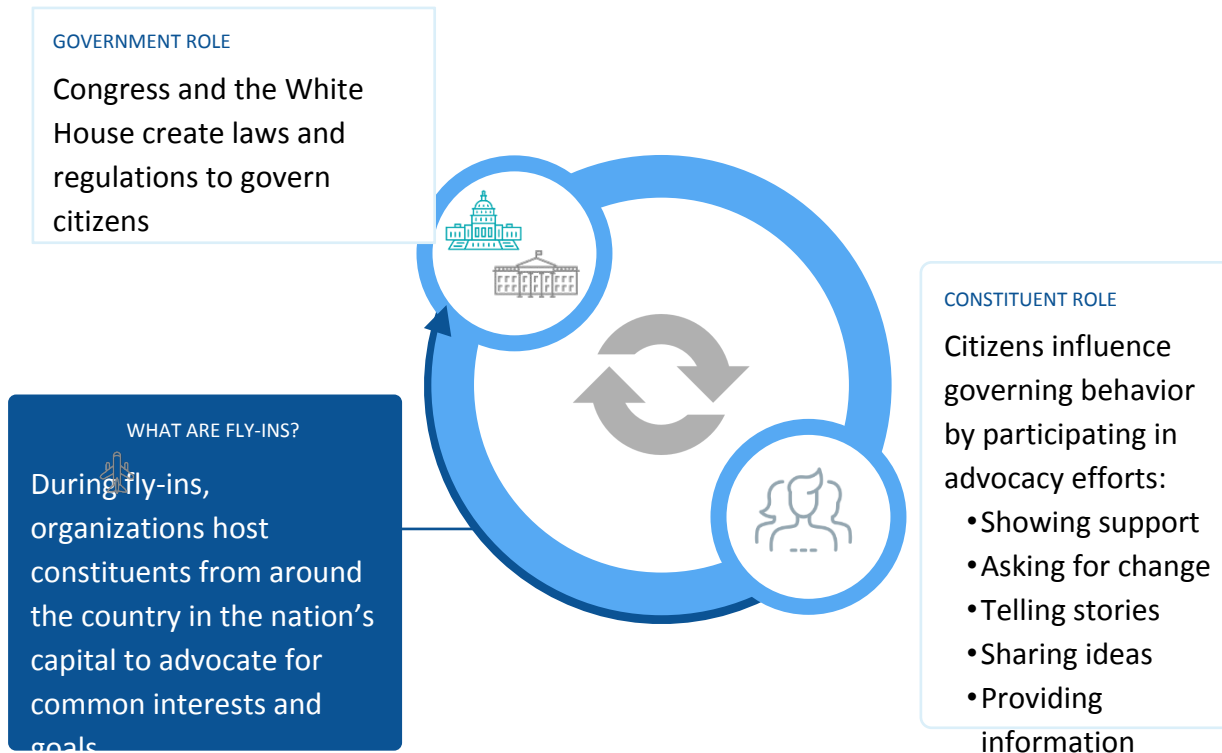 GOVERNMENT ROLE
Congress and the White
House create laws and
regulations to govern
citizens
CONSTITUENT ROLE
Citizens influence
governing behavior
by participating in
advocacy efforts:
•Showing support
•Asking for change
•Telling stories
•Sharing ideas
•Providing
information
WHAT ARE FLY-INS?
During fly-ins,
organizations host
constituents from around
the country in the nation’s
capital to advocate for
common interests and
goals